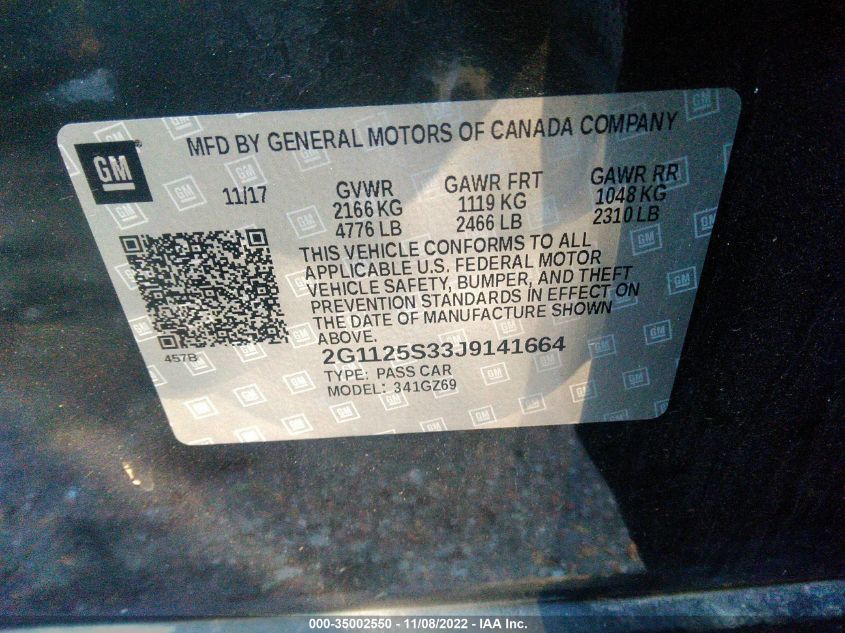 MFD BY GENERAL MOTORS OF CANADA COMPANY
GM
11/17 GVWR GAWR FRT GAWR RR
2166 KG 1119 KG 1048 KG
4776 LB 2466 LB 2310 LB
THIS VEHICLE CONFORMS TO ALL
APPLICABLE U.S. FEDERAL MOTOR
VEHICLE SAFETY, BUMPER, AND THEFT
PREVENTION STANDARDS IN EFFECT ON
THE DATE OF MANUFACTURE SHOWN
ABOVE.
457B
2G1125S33J9141664
TYPE: PASS CAR
MODEL: 341GZ69
000-35002550 - 11/08/2022 - IAA Inc.